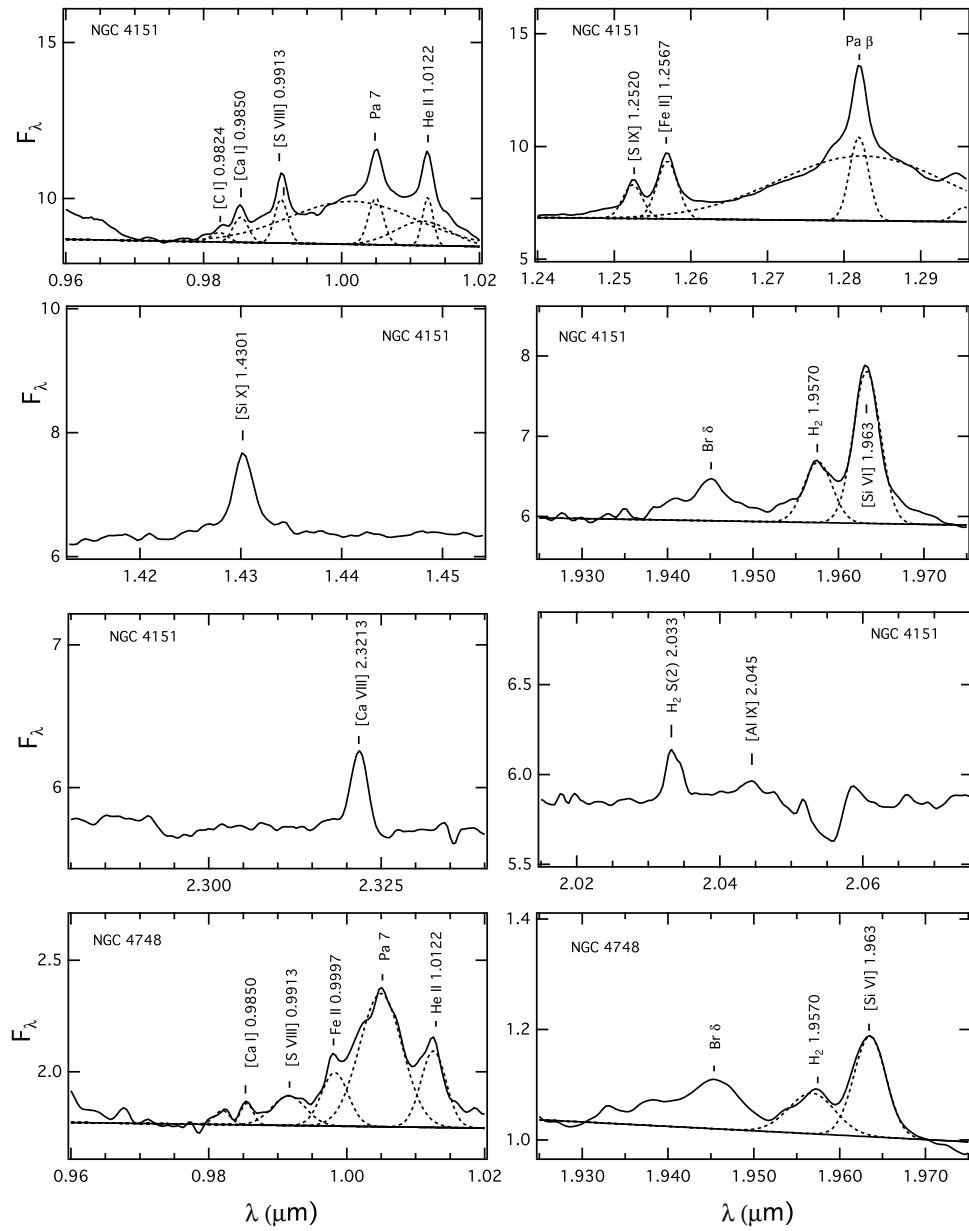 NGC 4151
[C I] 0.9824
[Ca I] 0.9850
[S VIII] 0.9913
Pa 7
He II 1.0122
15
10
Fλ
0.96
0.98
1.00
1.02
NGC 4151
[S IX] 1.2520
[Fe II] 1.2567
Pa β
15
10
5
1.24
1.25
1.26
1.27
1.28
1.29
NGC 4151
[Si X] 1.4301
10
8
6
Fλ
1.42
1.43
1.44
1.45
NGC 4151
Br δ
H2 1.9570
[Si VI] 1.963
8
7
6
1.930
1.940
1.950
1.960
1.970
NGC 4151
[Ca VIII] 2.3213
7
6
Fλ
2.300
2.325
NGC 4151
H2 S(2) 2.033
[Al IX] 2.045
6.5
6.0
5.5
2.02
2.04
2.06
NGC 4748
[Ca I] 0.9850
[S VIII] 0.9913
Fe II 0.9997
Pa 7
He II 1.0122
2.5
2.0
Fλ
0.96
0.98
1.00
1.02
λ (μm)
NGC 4748
Br δ
H2 1.9570
[Si VI] 1.963
1.4
1.2
1.0
1.930
1.940
1.950
1.960
1.970
λ (μm)